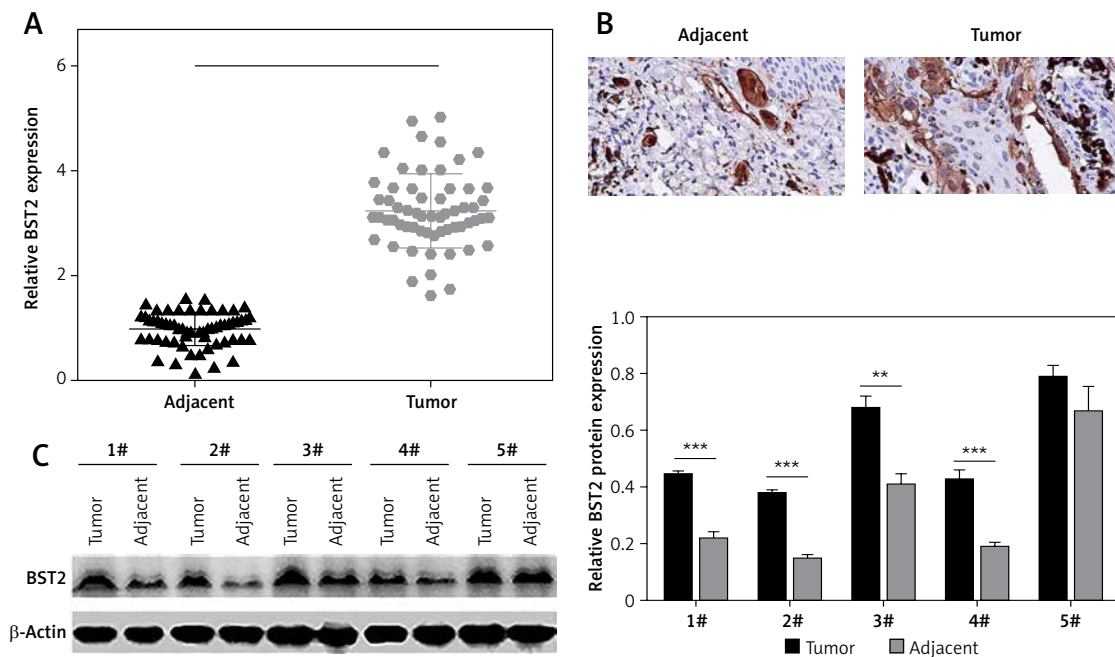 A
Relative BST2 expression
6
4
2
0
Adjacent
Tumor
B
Adjacent
Tumor
C
1# 2# 3# 4# 5#
Tumor Adjacent Tumor Adjacent Tumor Adjacent Tumor Adjacent Tumor Adjacent
BST2
β-Actin
Relative BST2 protein expression
1.0
0.8
0.6
0.4
0.2
0
*** *** ** ***
1# 2# 3# 4# 5#
Tumor Adjacent